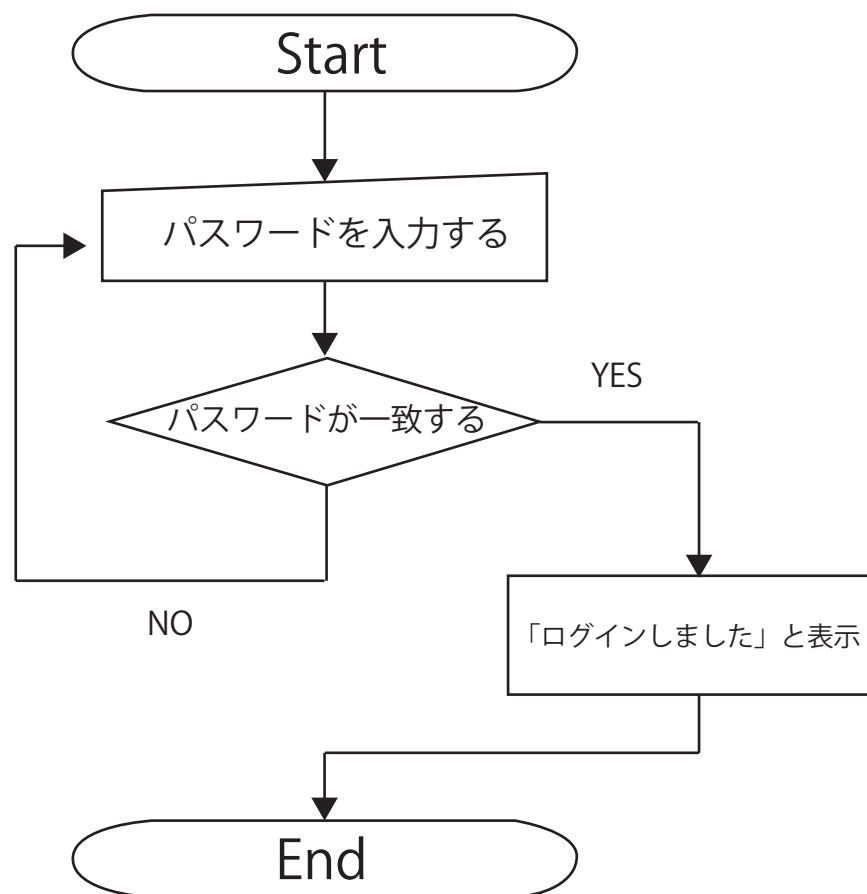 Start
パスワードを入力する
パスワードが一致する
YES
NO
「ログインしました」と表示
End